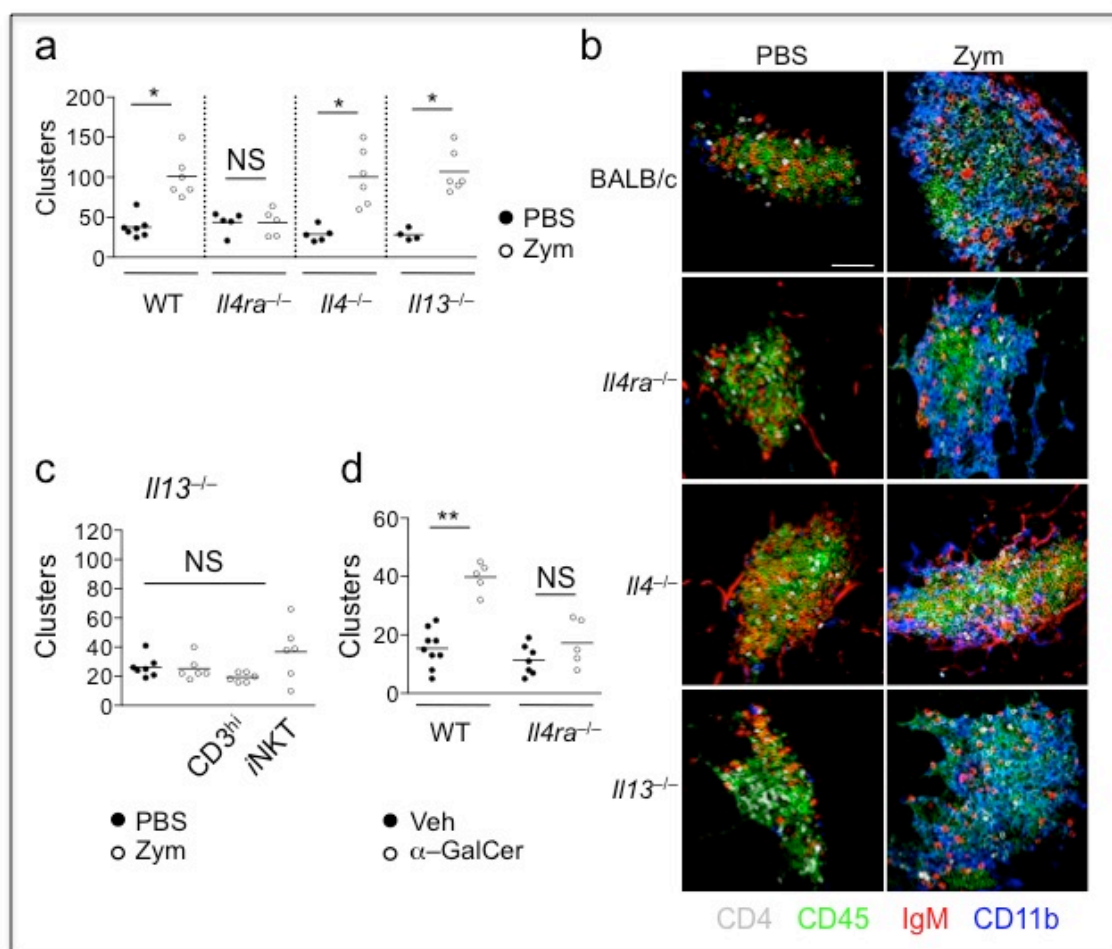 a
200
150
100
50
0
Clusters
*
NS
*
*
PBS
Zym
WT
Il4ra–/–
Il4–/–
Il13–/–
b
PBS
Zym
BALB/c
Il4ra–/–
Il4–/–
Il13–/–
CD4 CD45 IgM CD11b
c
Il13–/–
120
100
80
60
40
20
0
Clusters
NS
CD3hi
iNKT
PBS
Zym
d
60
40
20
0
Clusters
**
NS
WT
Il4ra–/–
Veh
α–GalCer